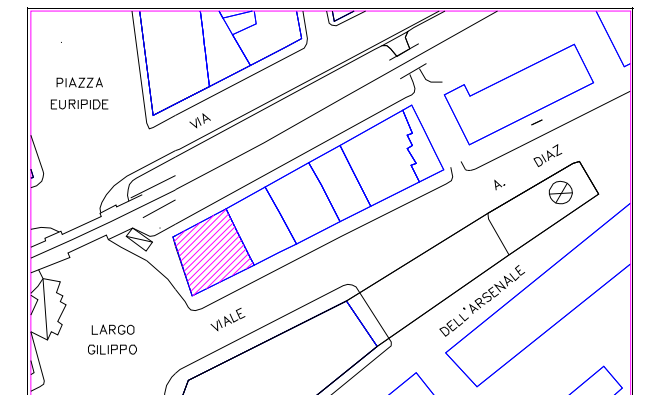 PIAZZA
EURIPIDE
VIA
DIAZ
A.
DELL'ARSENALE
VIALE
LARGO
GILIPPO